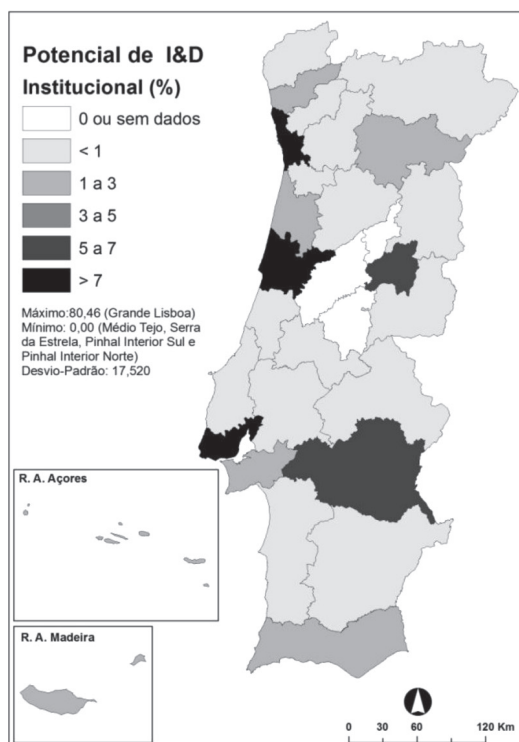 Potencial de I&D
Institucional (%)
0 ou sem dados
< 1
1 a 3
3 a 5
5 a 7
> 7
Máximo:80,46 (Grande Lisboa)
Mínimo: 0,00 (Médio Tejo, Serra
da Estrela, Pinhal Interior Sul e
Pinhal Interior Norte)
Desvio-Padrão: 17,520
R. A. Açores
R. A. Madeira
0 30 60 120 Km